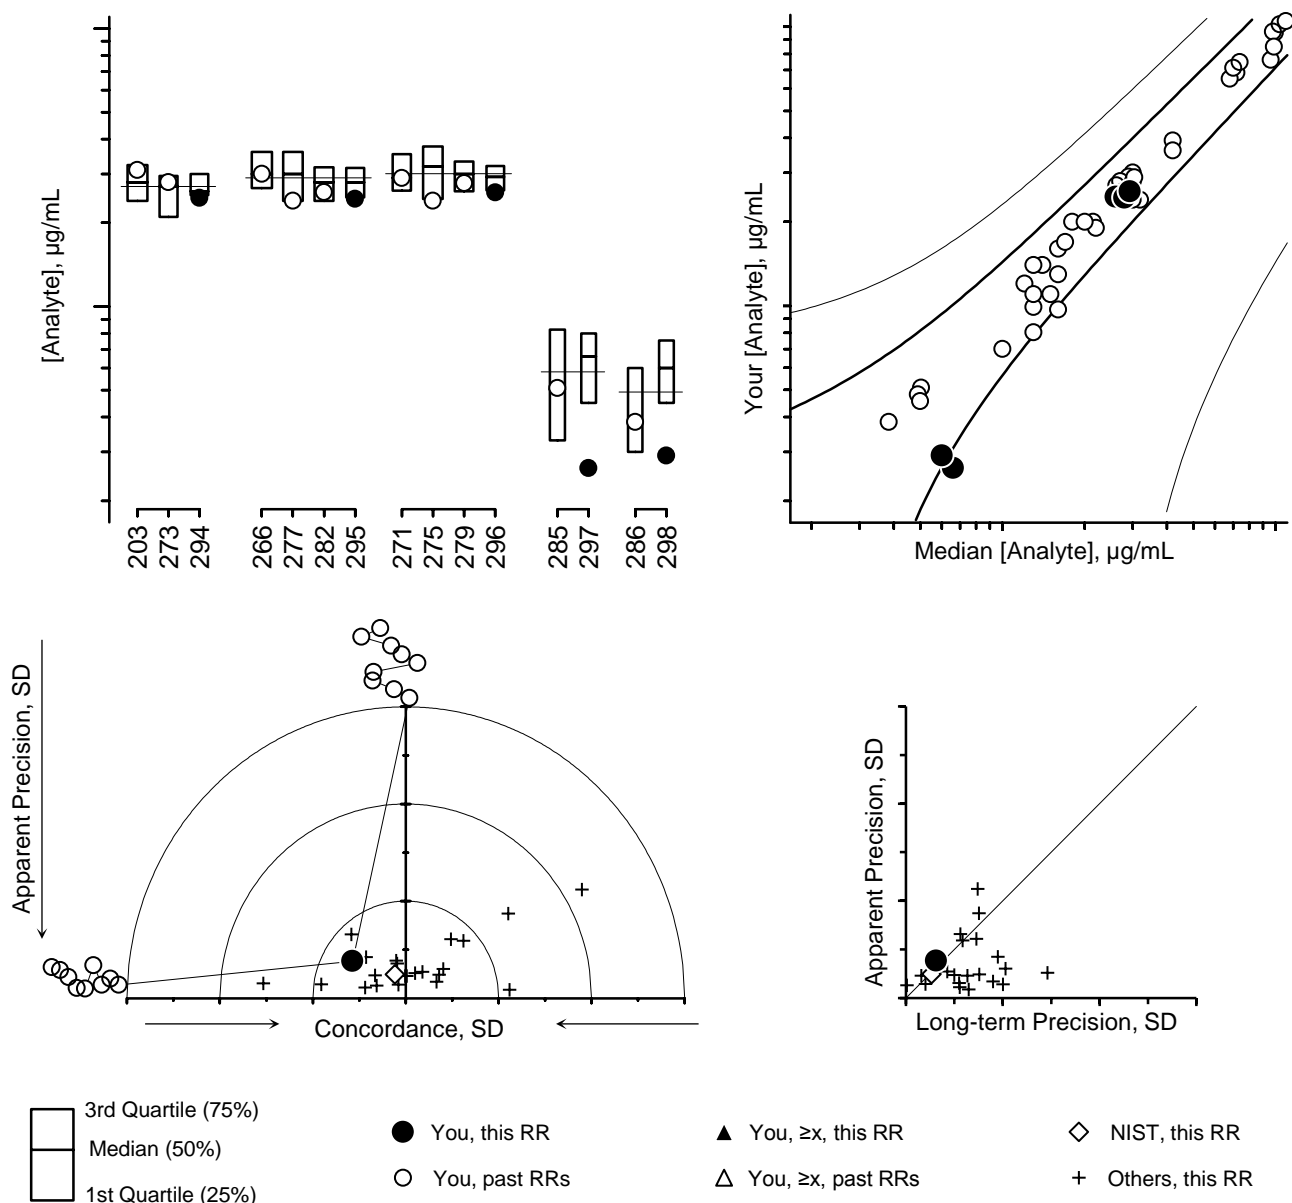 [Analyte], µg/mL
203
273
294
266
277
282
295
271
275
279
296
285
297
286
298
Your [Analyte], µg/mL
Median [Analyte], µg/mL
Apparent Precision, SD
Concordance, SD
Apparent Precision, SD
Long-term Precision, SD
3rd Quartile (75%)
Median (50%)
1st Quartile (25%)
You, this RR
You, past RRs
You, ≥x, this RR
You, ≥x, past RRs
NIST, this RR
Others, this RR